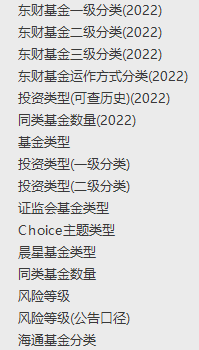 东财基金一级分类(2022)
东财基金二级分类(2022)
东财基金三级分类(2022)
东财基金运作方式分类(2022)
投资类型(可查历史)(2022)
同类基金数量(2022)
基金类型
投资类型(一级分类)
投资类型(二级分类)
证监会基金类型
Choice主题类型
晨星基金类型
同类基金数量
风险等级
风险等级(公告口径)
海通基金分类